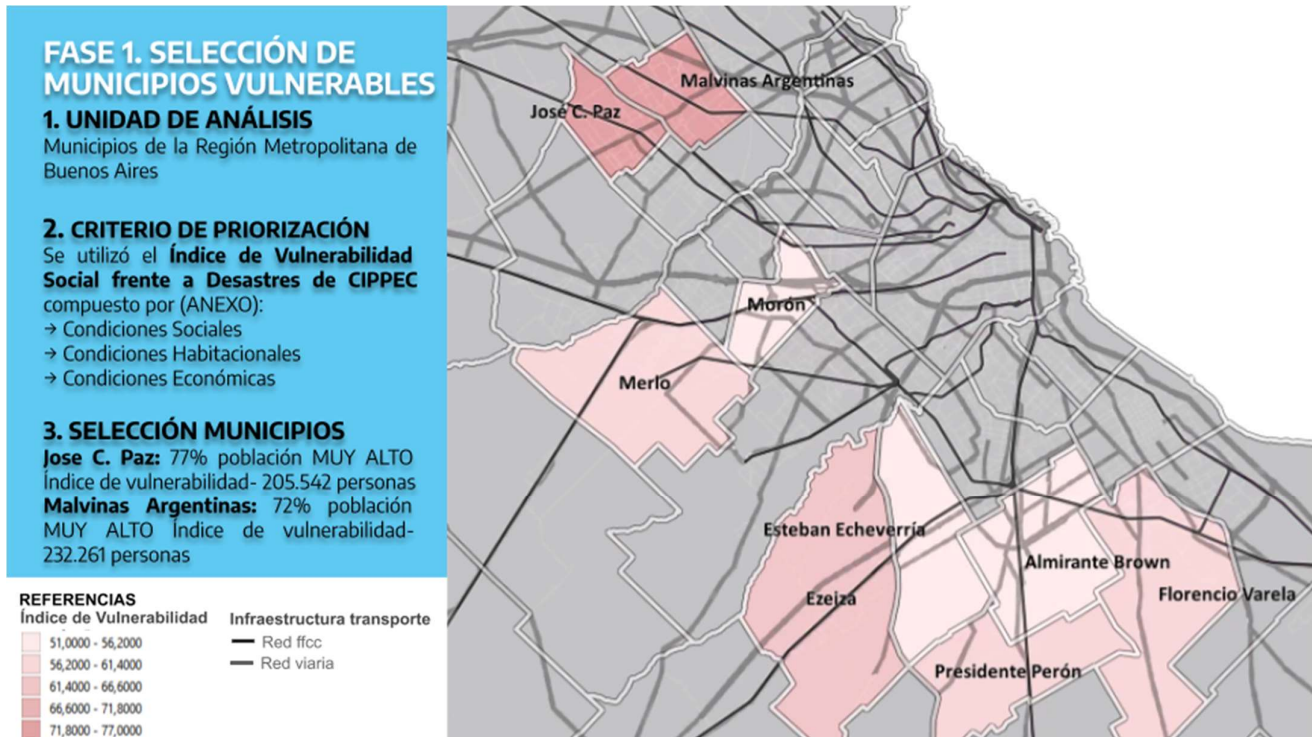 FASE 1. SELECCIÓN DE
MUNICIPIOS VULNERABLES
1. UNIDAD DE ANÁLISIS
Municipios de la Región Metropolitana de
Buenos Aires
2. CRITERIO DE PRIORIZACIÓN
Se utilizó el Índice de Vulnerabilidad
Social frente a Desastres de CIPPEC
compuesto por (ANEXO):
→ Condiciones Sociales
→ Condiciones Habitacionales
→ Condiciones Económicas
3. SELECCIÓN MUNICIPIOS
Jose C. Paz: 77% población MUY ALTO
Índice de vulnerabilidad- 205.542 personas
Malvinas Argentinas: 72% población
MUY ALTO Índice de vulnerabilidad-
232.261 personas
REFERENCIAS
Índice de Vulnerabilidad
51,0000 - 56,2000
56,2000 - 61,4000
61,4000 - 66,6000
66,6000 - 71,8000
71,8000 - 77,0000
Infraestructura transporte
Red ffcc
Red viaria
Malvinas Argentinas
José C. Paz
Morón
Merlo
Esteban Echeverría
Almirante Brown
Ezeiza
Florencio Varela
Presidente Perón